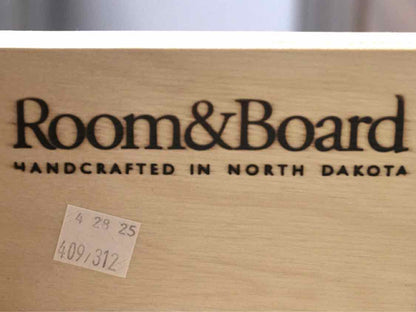 Room&Board
HANDCRAFTED IN NORTH DAKOTA
4 28 25
409/312